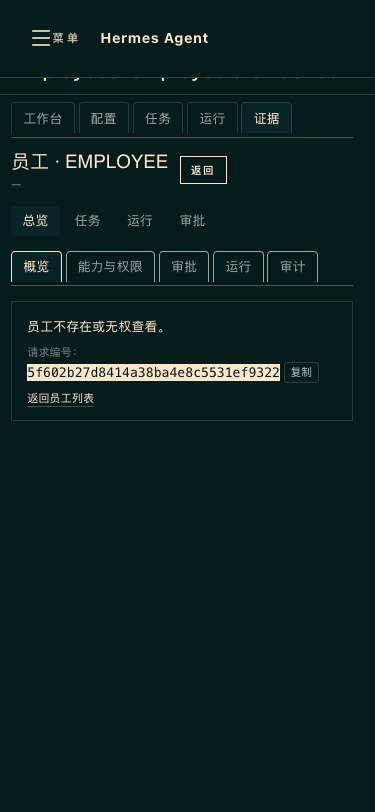 菜单 Hermes Agent
工作台 配置 任务 运行 证据
员工 · EMPLOYEE 返回
—
总览 任务 运行 审批
概览 能力与权限 审批 运行 审计
员工不存在或无权查看。
请求编号:
5f602b27d8414a38ba4e8c5531ef9322 复制
返回员工列表